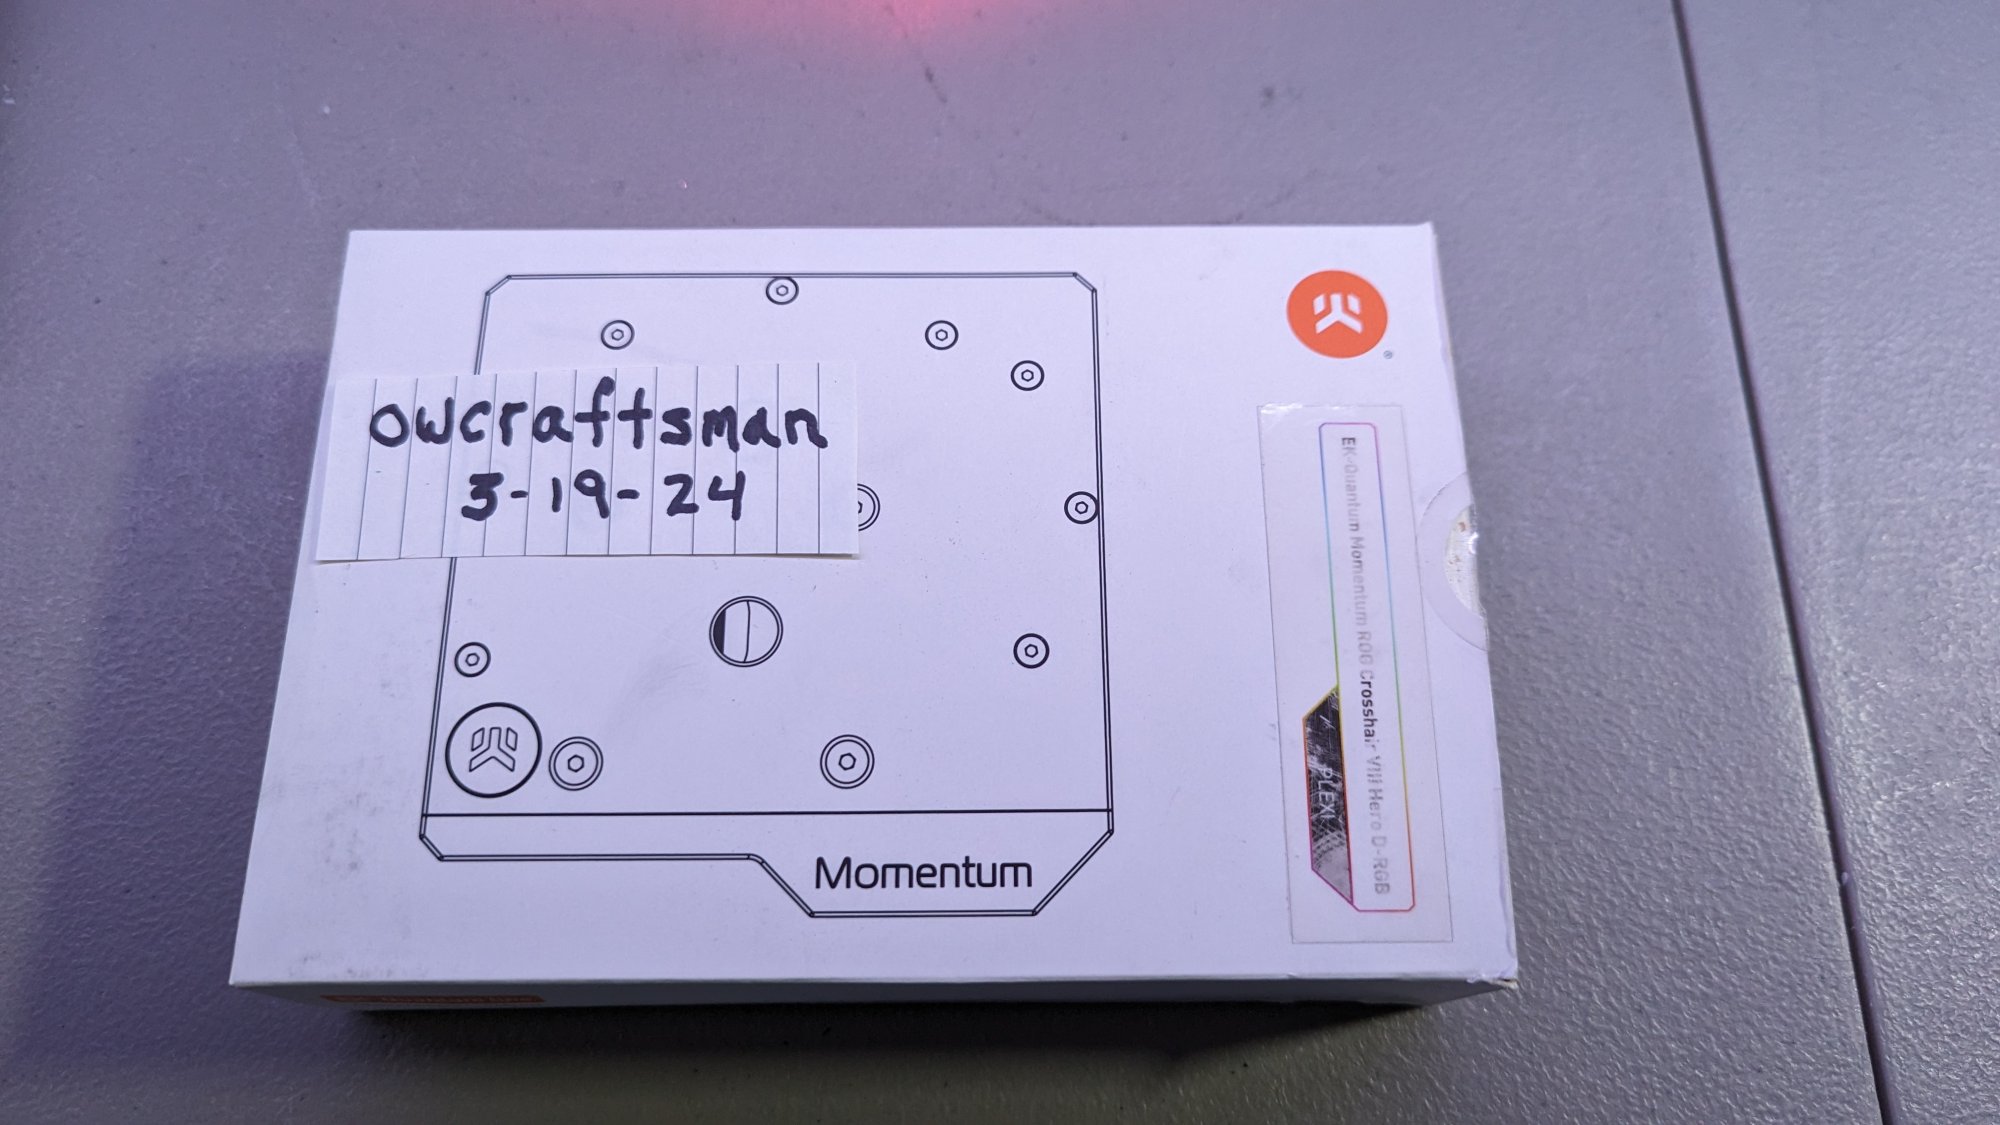 owcraftsman
3-19-24
Momentum
®
EK-Quantum Momentum ROG Crosshair VIII Hero D-RGB
PLEXI